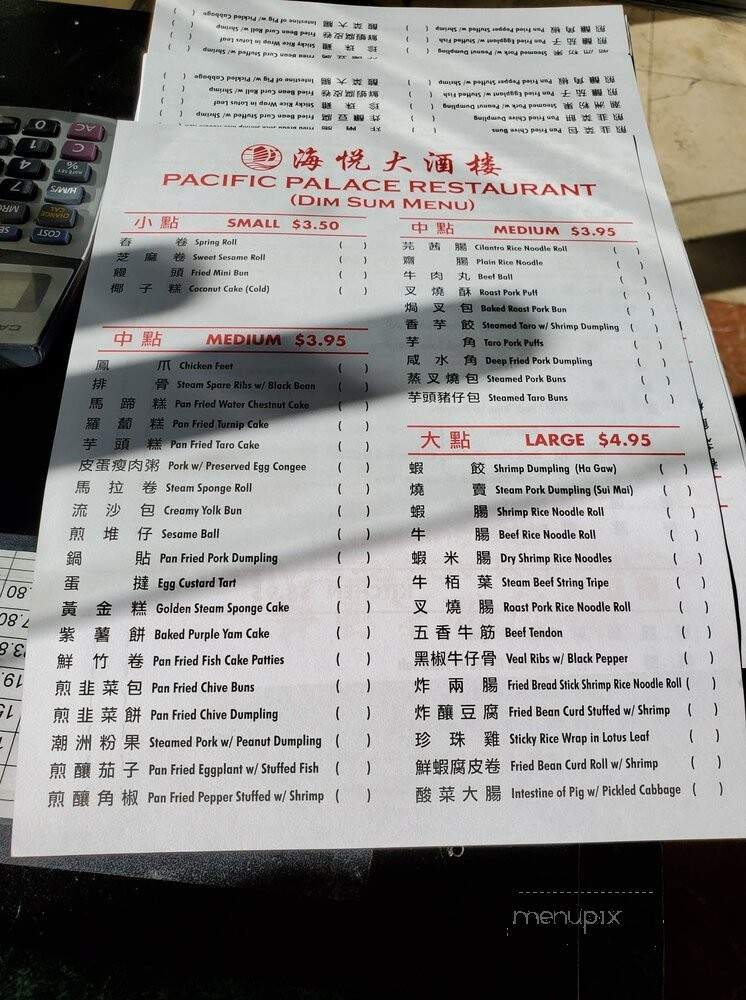 海悦大酒楼
PACIFIC PALACE RESTAURANT
(DIM SUM MENU)
小點 SMALL $3.50
春卷 Spring Roll ( )
芝麻卷 Sweet Sesame Roll ( )
饅頭 Fried Mini Bun ( )
椰子糕 Coconut Cake (Cold) ( )
中點 MEDIUM $3.95
鳳爪 Chicken Feet ( )
排骨 Steam Spare Ribs w/ Black Bean ( )
馬蹄糕 Pan Fried Water Chestnut Cake ( )
羅蔔糕 Pan Fried Turnip Cake ( )
芋頭糕 Pan Fried Taro Cake ( )
皮蛋瘦肉粥 Pork w/ Preserved Egg Congee ( )
馬拉卷 Steam Sponge Roll ( )
流沙包 Creamy Yolk Bun ( )
煎堆仔 Sesame Ball ( )
鍋貼 Pan Fried Pork Dumpling ( )
蛋撻 Egg Custard Tart ( )
黃金糕 Golden Steam Sponge Cake ( )
紫薯餅 Baked Purple Yam Cake ( )
鮮竹卷 Pan Fried Fish Cake Patties ( )
煎韭菜包 Pan Fried Chive Buns ( )
煎韭菜餅 Pan Fried Chive Dumpling ( )
潮洲粉果 Steamed Pork w/ Peanut Dumpling ( )
煎釀茄子 Pan Fried Eggplant w/ Stuffed Fish ( )
煎釀角椒 Pan Fried Pepper Stuffed w/ Shrimp ( )
中點 MEDIUM $3.95
芫茜腸 Cilantro Rice Noodle Roll ( )
齋腸 Plain Rice Noodle ( )
牛肉丸 Beef Ball ( )
叉燒酥 Roast Pork Puff ( )
焗叉包 Baked Roast Pork Bun ( )
香芋餃 Steamed Taro w/ Shrimp Dumpling ( )
芋角 Taro Pork Puffs ( )
咸水角 Deep Fried Pork Dumpling ( )
蒸叉燒包 Steamed Pork Buns ( )
芋頭豬仔包 Steamed Taro Buns ( )
大點 LARGE $4.95
蝦餃 Shrimp Dumpling (Ha Gaw) ( )
燒賣 Steam Pork Dumpling (Sui Mai) ( )
蝦腸 Shrimp Rice Noodle Roll ( )
牛腸 Beef Rice Noodle Roll ( )
蝦米腸 Dry Shrimp Rice Noodles ( )
牛栢葉 Steam Beef String Tripe ( )
叉燒腸 Roast Pork Rice Noodle Roll ( )
五香牛筋 Beef Tendon ( )
黑椒牛仔骨 Veal Ribs w/ Black Pepper ( )
炸兩腸 Fried Bread Stick Shrimp Rice Noodle Roll ( )
炸釀豆腐 Fried Bean Curd Stuffed w/ Shrimp ( )
珍珠雞 Sticky Rice Wrap in Lotus Leaf ( )
鮮蝦腐皮卷 Fried Bean Curd Roll w/ Shrimp ( )
酸菜大腸 Intestine of Pig w/ Pickled Cabbage ( )
menupix